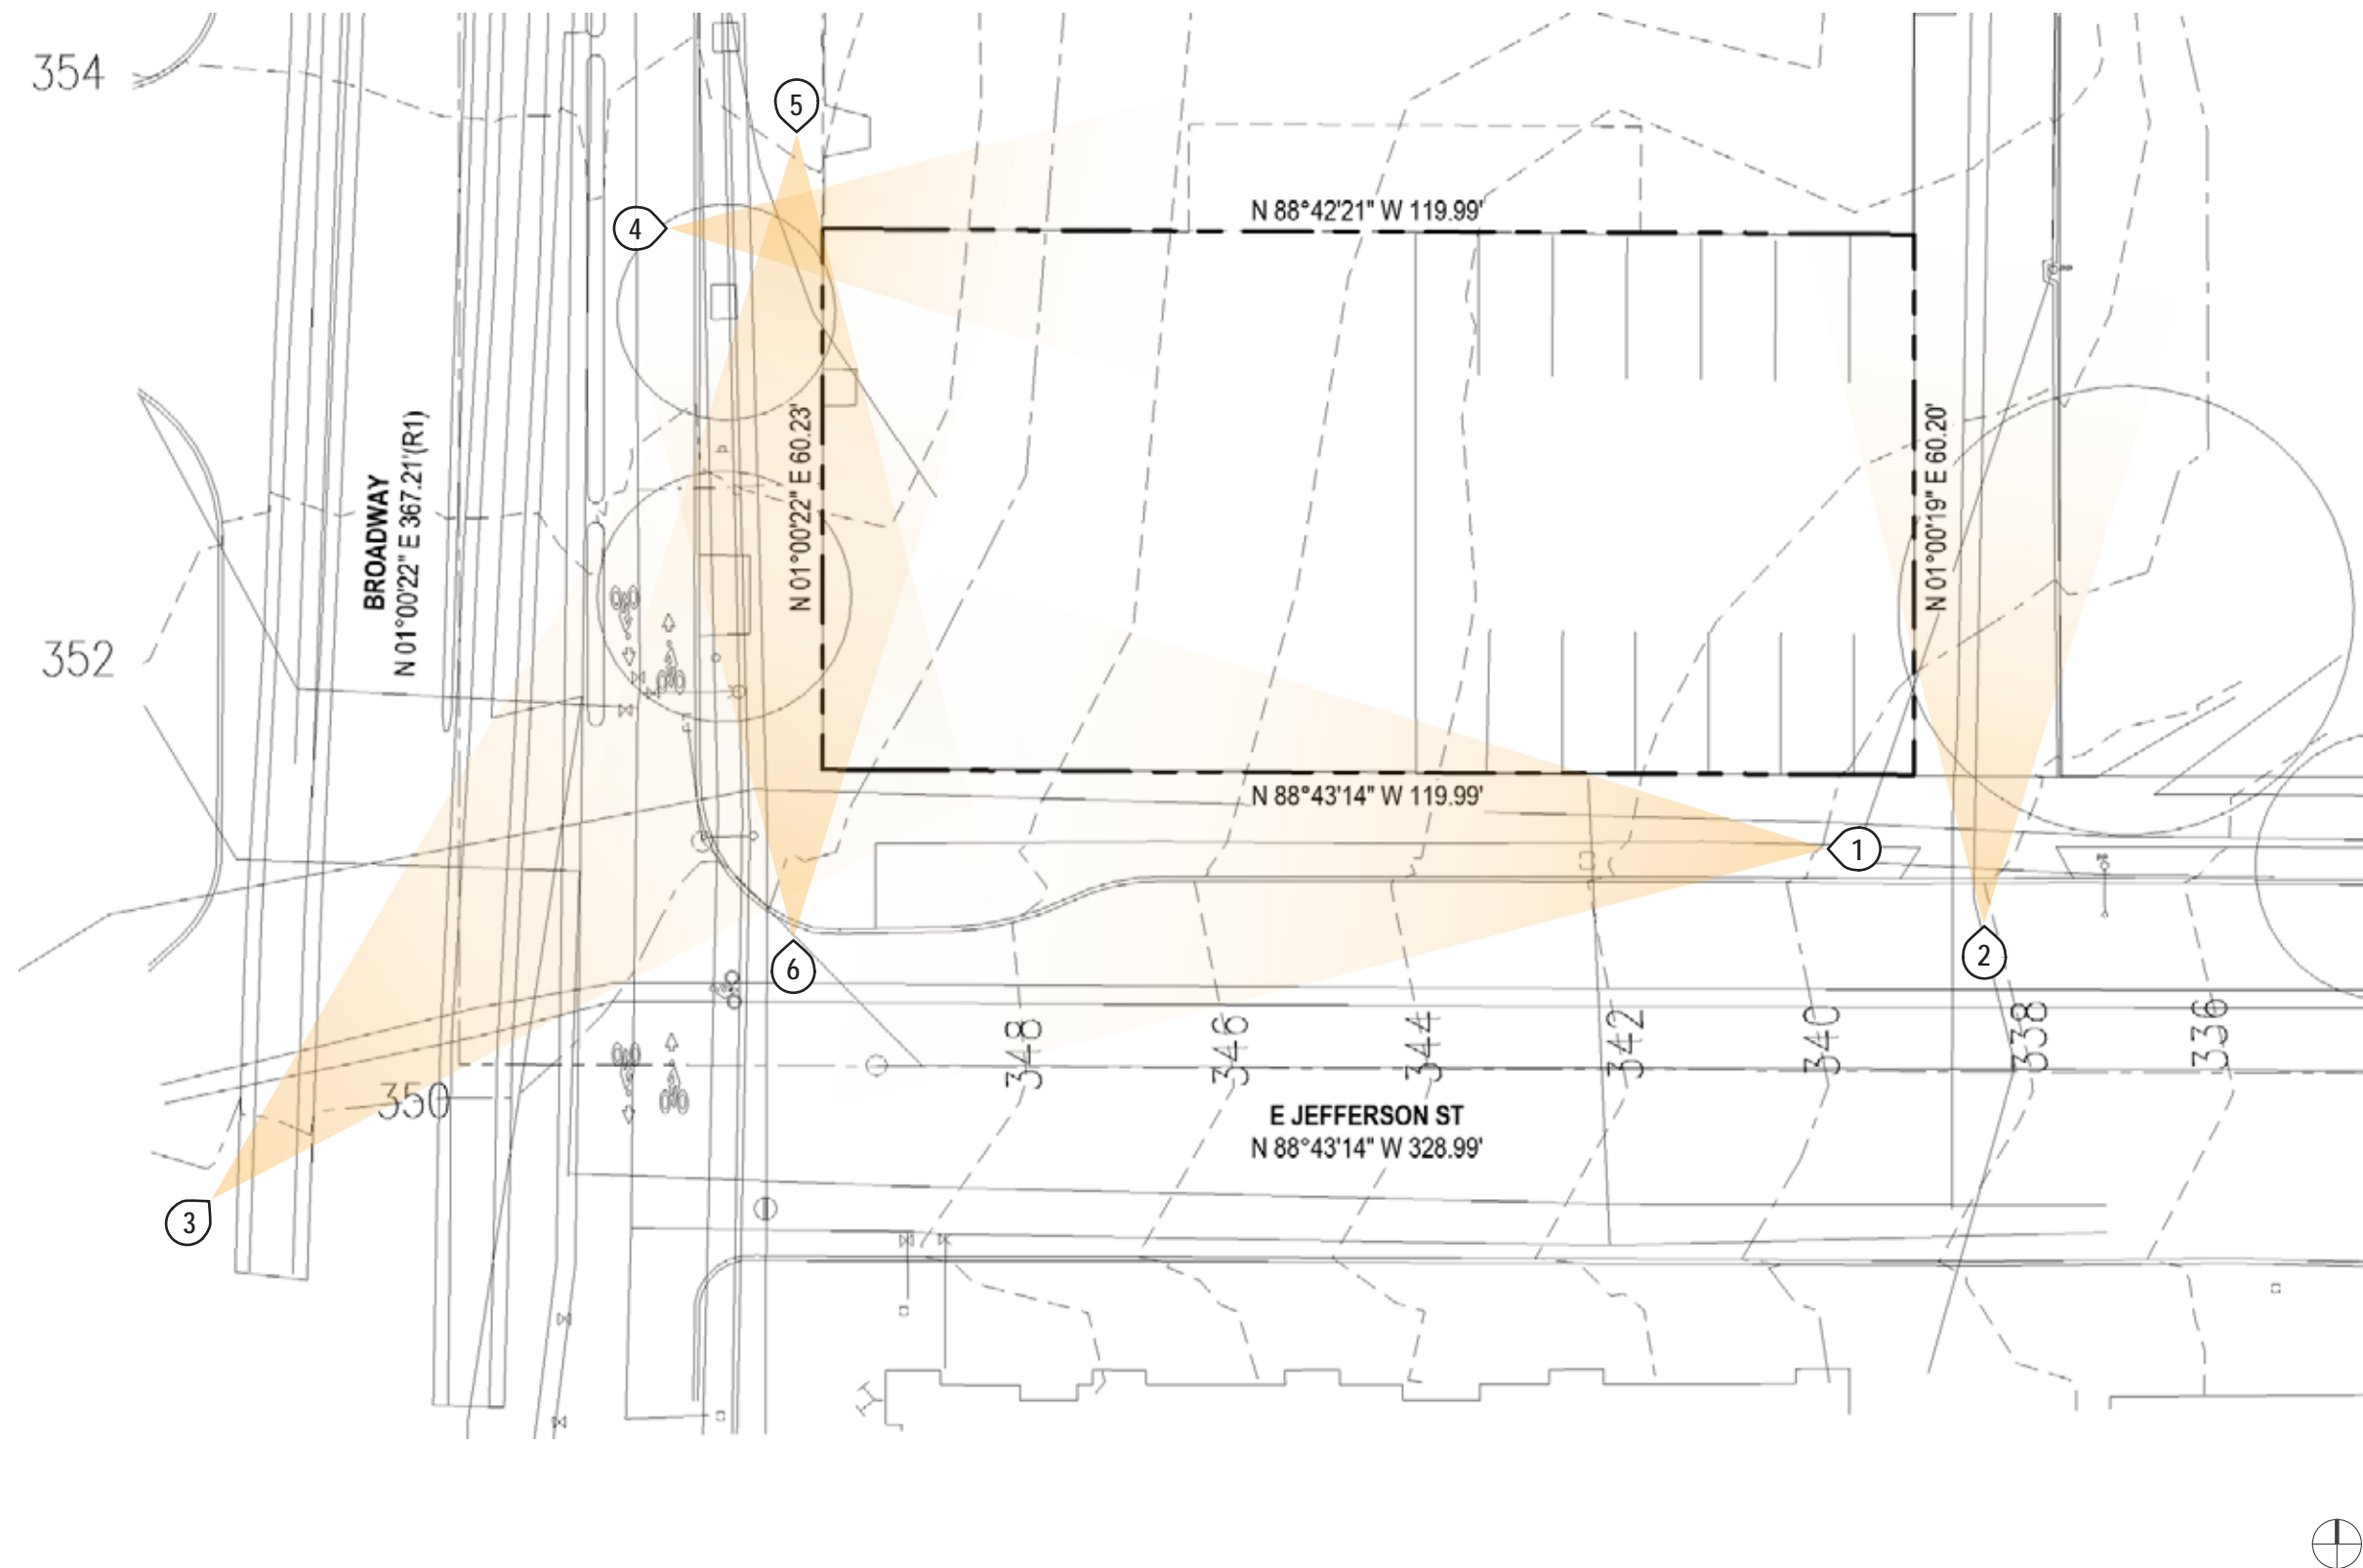 354
5
4
N 88°42'21" W 119.99'
BROADWAY
N 01°00'22" E 367.21'(R1)
N 01°00'22" E 60.23'
N 01°00'19" E 60.20'
352
N 88°43'14" W 119.99'
1
6
2
348
346
344
342
340
338
336
350
E JEFFERSON ST
N 88°43'14" W 328.99'
3